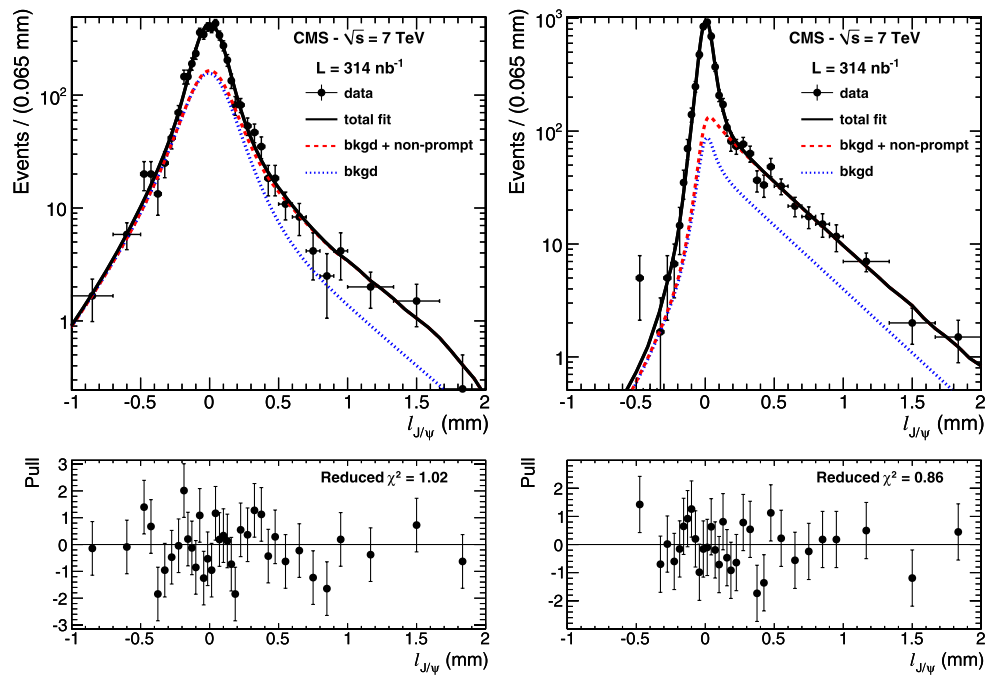 Events / (0.065 mm)
10²
10
1
CMS - √s = 7 TeV
L = 314 nb⁻¹
data
total fit
bkgd + non-prompt
bkgd
-1 -0.5 0 0.5 1 1.5 2
l_J/ψ (mm)
Events / (0.065 mm)
10³
10²
10
1
CMS - √s = 7 TeV
L = 314 nb⁻¹
data
total fit
bkgd + non-prompt
bkgd
-1 -0.5 0 0.5 1 1.5 2
l_J/ψ (mm)
Pull
3
2
1
0
-1
-2
-3
Reduced χ² = 1.02
-1 -0.5 0 0.5 1 1.5 2
l_J/ψ (mm)
Pull
3
2
1
0
-1
-2
Reduced χ² = 0.86
-1 -0.5 0 0.5 1 1.5 2
l_J/ψ (mm)